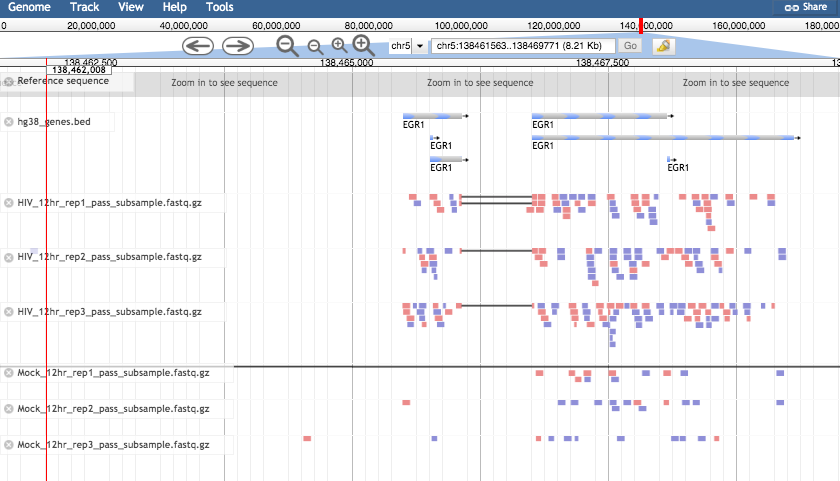 Genome Track View Help Tools Share
0 20,000,000 40,000,000 60,000,000 80,000,000 100,000,000 120,000,000 140,000,000 160,000,000 180,000
chr5 chr5:138461563..138469771 (8.21 Kb) Go
138,462,500 138,465,000 138,467,500
138,462,008
Reference sequence Zoom in to see sequence Zoom in to see sequence Zoom in to see sequence
hg38_genes.bed
EGR1 EGR1
EGR1 EGR1
EGR1 EGR1
HIV_12hr_rep1_pass_subsample.fastq.gz
HIV_12hr_rep2_pass_subsample.fastq.gz
HIV_12hr_rep3_pass_subsample.fastq.gz
Mock_12hr_rep1_pass_subsample.fastq.gz
Mock_12hr_rep2_pass_subsample.fastq.gz
Mock_12hr_rep3_pass_subsample.fastq.gz